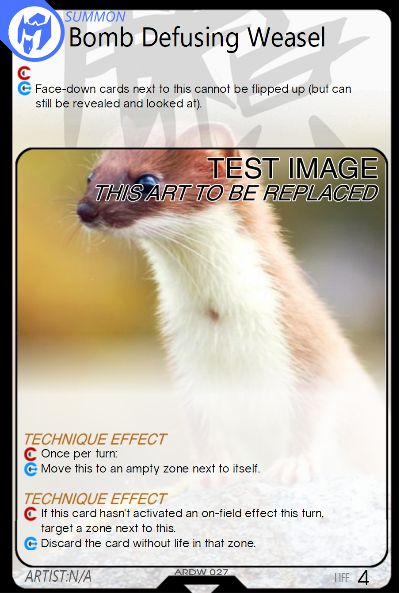 SUMMON
Bomb Defusing Weasel
Face-down cards next to this cannot be flipped up (but can
still be revealed and looked at).
TEST IMAGE
THIS ART TO BE REPLACED
TECHNIQUE EFFECT
Once per turn:
Move this to an ampty zone next to itself.
TECHNIQUE EFFECT
If this card hasn't activated an on-field effect this turn,
target a zone next to this.
Discard the card without life in that zone.
ARTIST:N/A
ARDW 027
LIFE 4